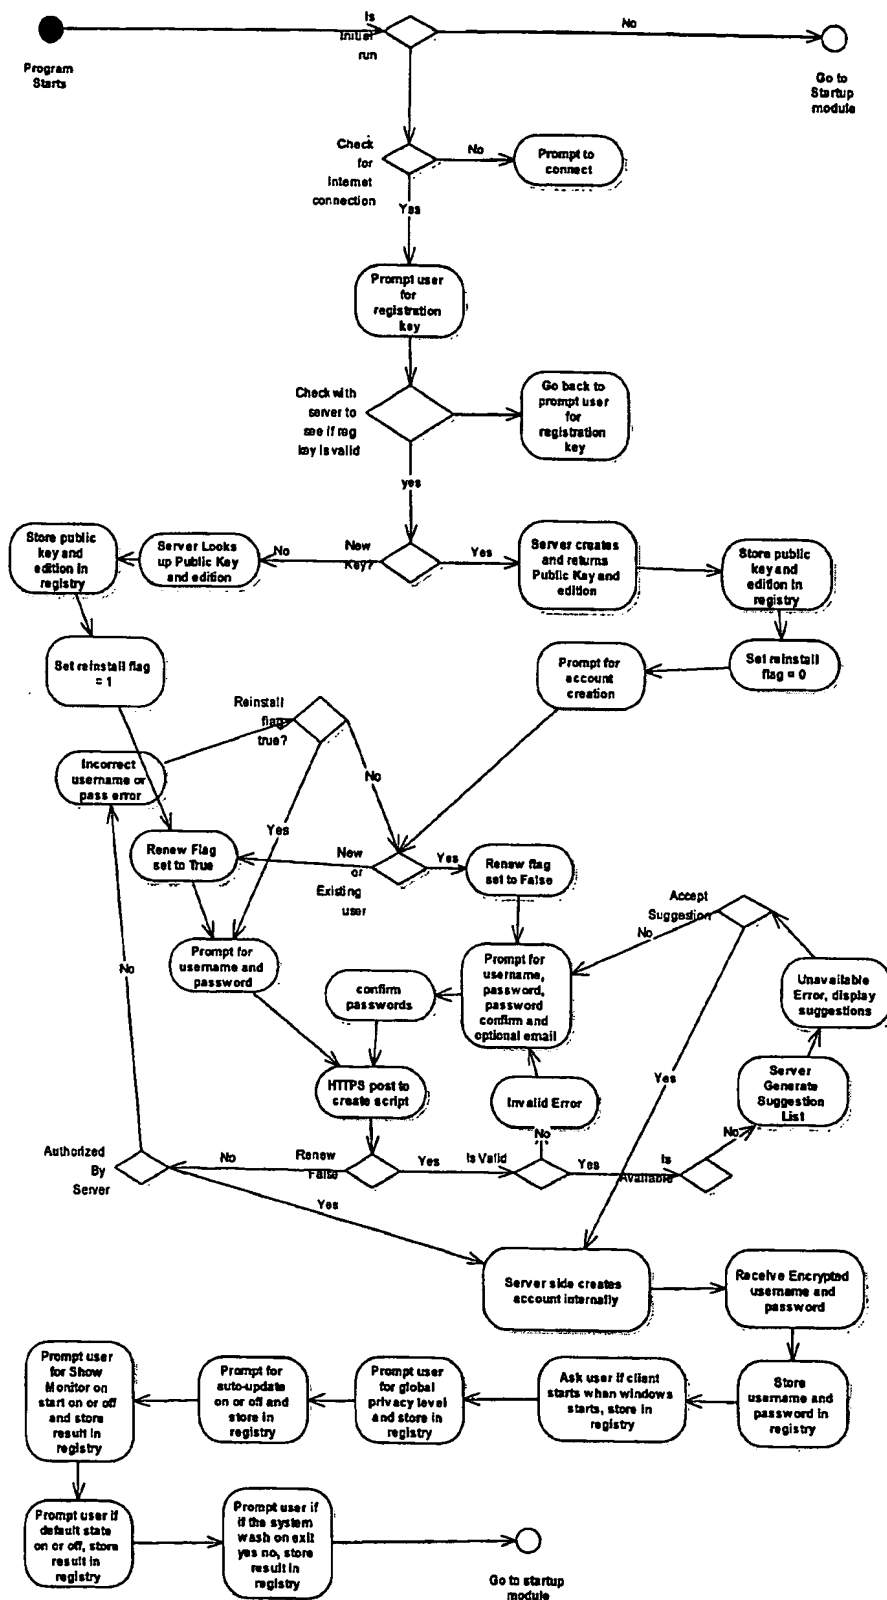 Is
Initial
run
No
Program
Starts
Go to
Startup
module
Check
for
internet
connection
No
Prompt to
connect
Yes
Prompt user
for
registration
key
Check with
server to
see if reg
key is valid
Go back to
prompt user
for
registration
key
yes
Store public
key and
edition in
registry
Server Looks
up Public Key
and edition
No
New
Key?
Yes
Server creates
and returns
Public Key and
edition
Store public
key and
edition in
registry
Set reinstall flag
= 1
Prompt for
account
creation
Set reinstall
flag = 0
Reinstall
flag
true?
Incorrect
username or
pass error
No
Yes
Renew Flag
set to True
New
or
Existing
user
Yes
Renew flag
set to False
Accept
Suggestion
No
No
Prompt for
username and
password
confirm
passwords
Prompt for
username,
password,
password
confirm and
optional email
Unavailable
Error, display
suggestions
Yes
HTTPS post to
create script
Invalid Error
Server
Generate
Suggestion
List
No
No
Authorized
By
Server
No
Renew
False
Yes
Is Valid
Yes
Is
Available
Yes
Server side creates
account internally
Receive Encrypted
username and
password
Prompt user
for Show
Monitor on
start on or off
and store
result in
registry
Prompt for
auto-update
on or off and
store in
registry
Prompt user
for global
privacy level
and store in
registry
Ask user if client
starts when windows
starts, store in
registry
Store
username and
password in
registry
Prompt user if
default state
on or off, store
result in
registry
Prompt user if
if the system
wash on exit
yes no, store
result in
registry
Go to startup
module